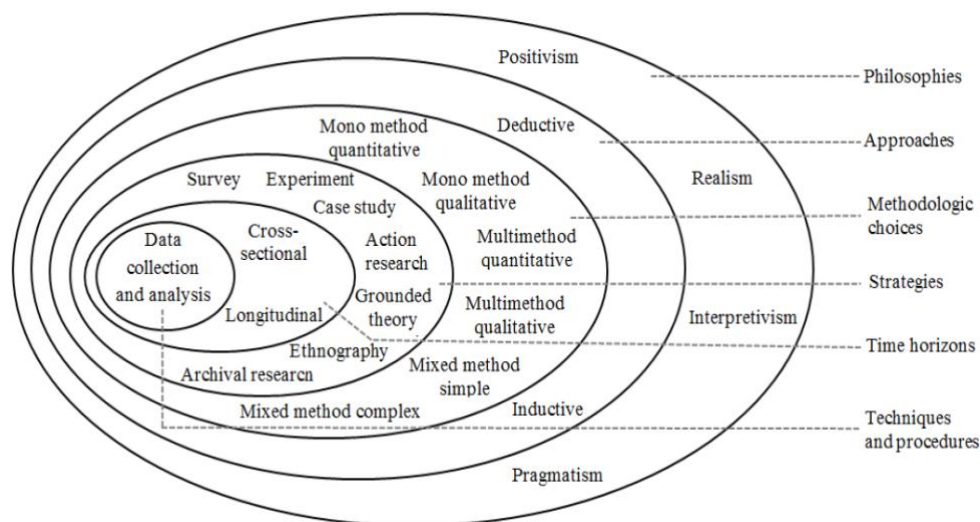 Positivism
Philosophies
Mono method
quantitative
Deductive
Approaches
Survey
Experiment
Mono method
qualitative
Realism
Case study
Methodologic
choices
Data
collection
and analysis
Cross-
sectional
Action
research
Multimethod
quantitative
Strategies
Longitudinal
Grounded
theory
Multimethod
qualitative
Interpretivism
Ethnography
Time horizons
Archival research
Mixed method
simple
Mixed method complex
Inductive
Techniques
and procedures
Pragmatism